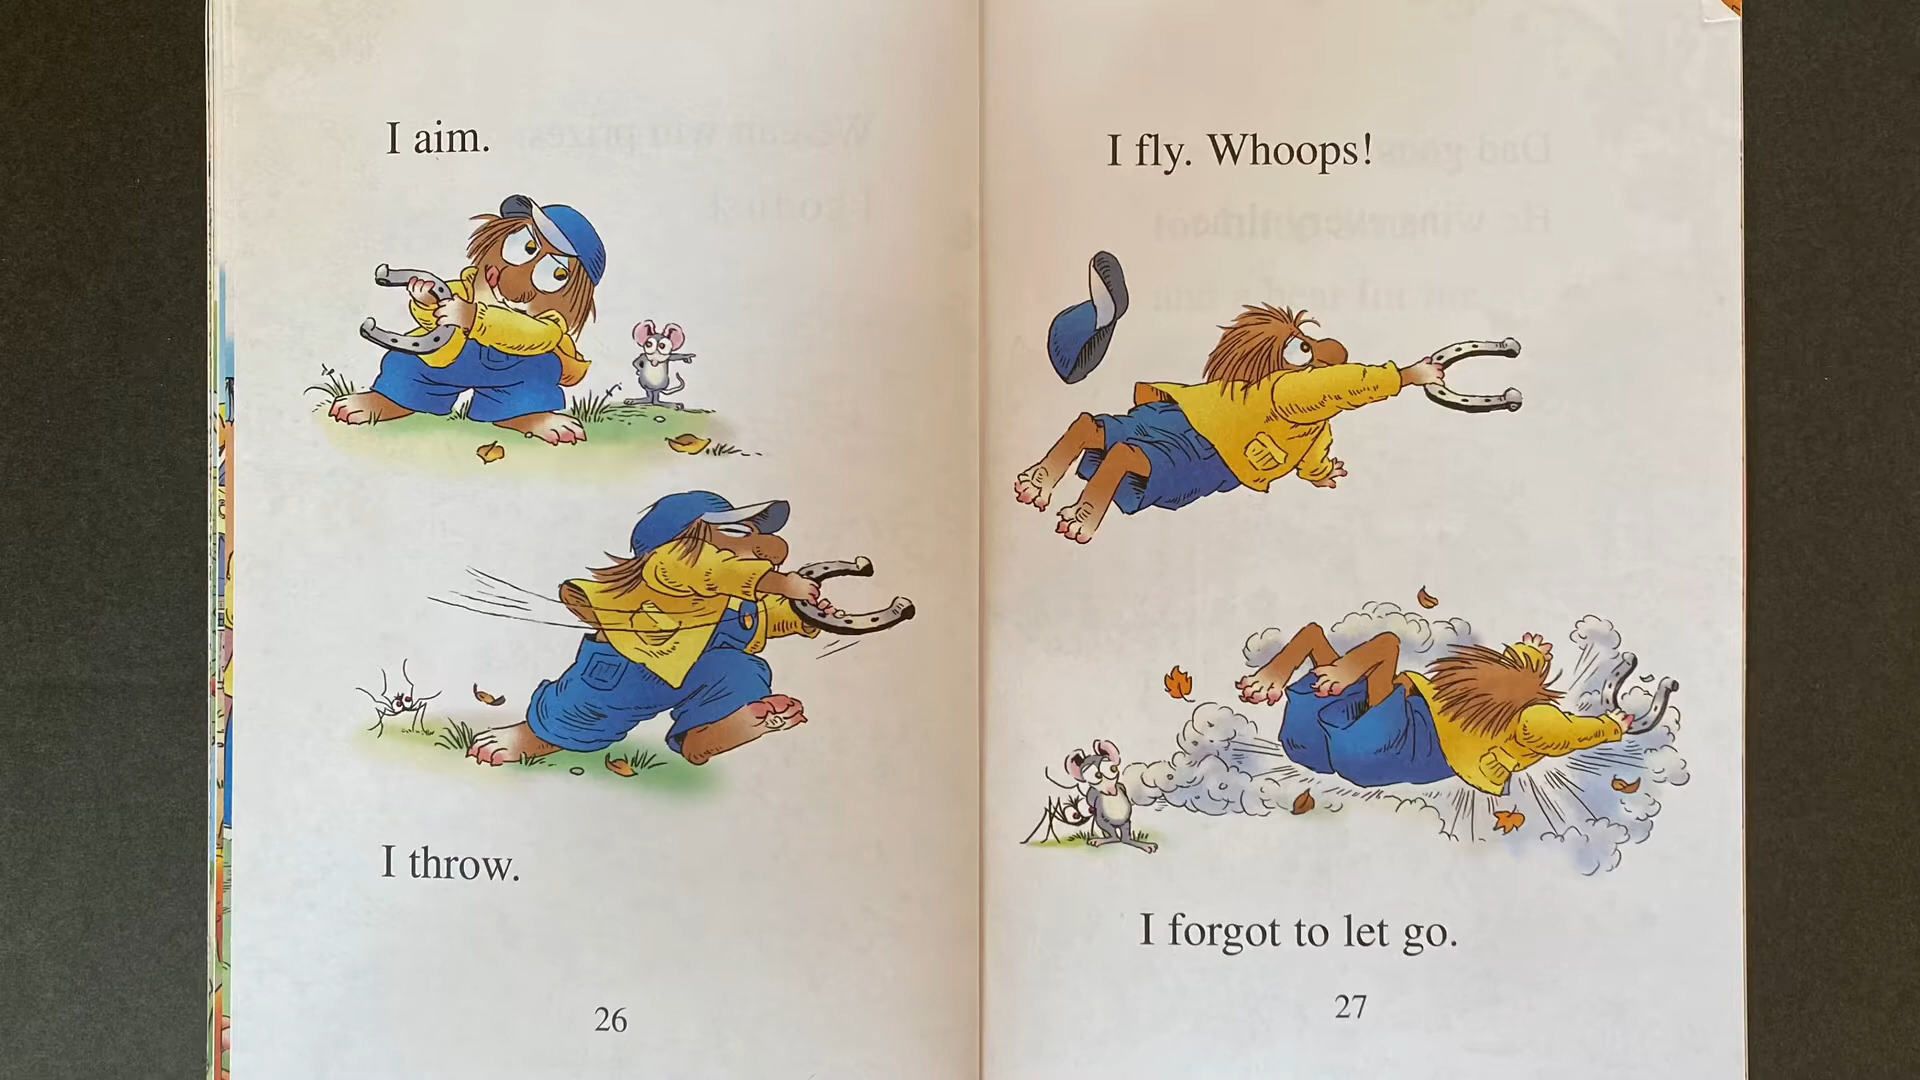 I aim.
I throw.
26
I fly. Whoops!
I forgot to let go.
27